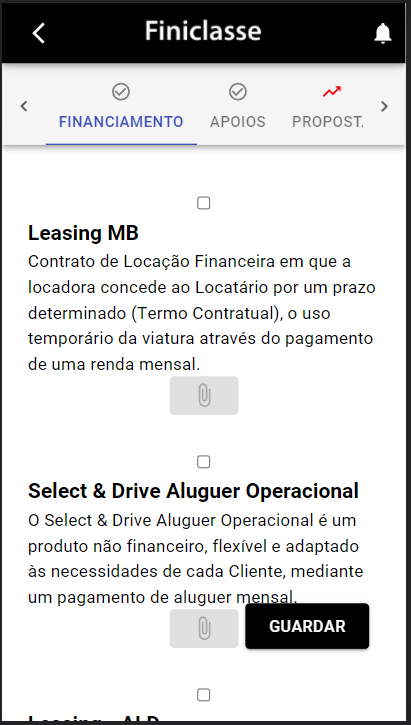 Finiclasse
FINANCIAMENTO
APOIOS
PROPOST.
Leasing MB
Contrato de Locação Financeira em que a
locadora concede ao Locatário por um prazo
determinado (Termo Contratual), o uso
temporário da viatura através do pagamento
de uma renda mensal.
Select & Drive Aluguer Operacional
O Select & Drive Aluguer Operacional é um
produto não financeiro, flexível e adaptado
às necessidades de cada Cliente, mediante
um pagamento de aluguer mensal.
GUARDAR